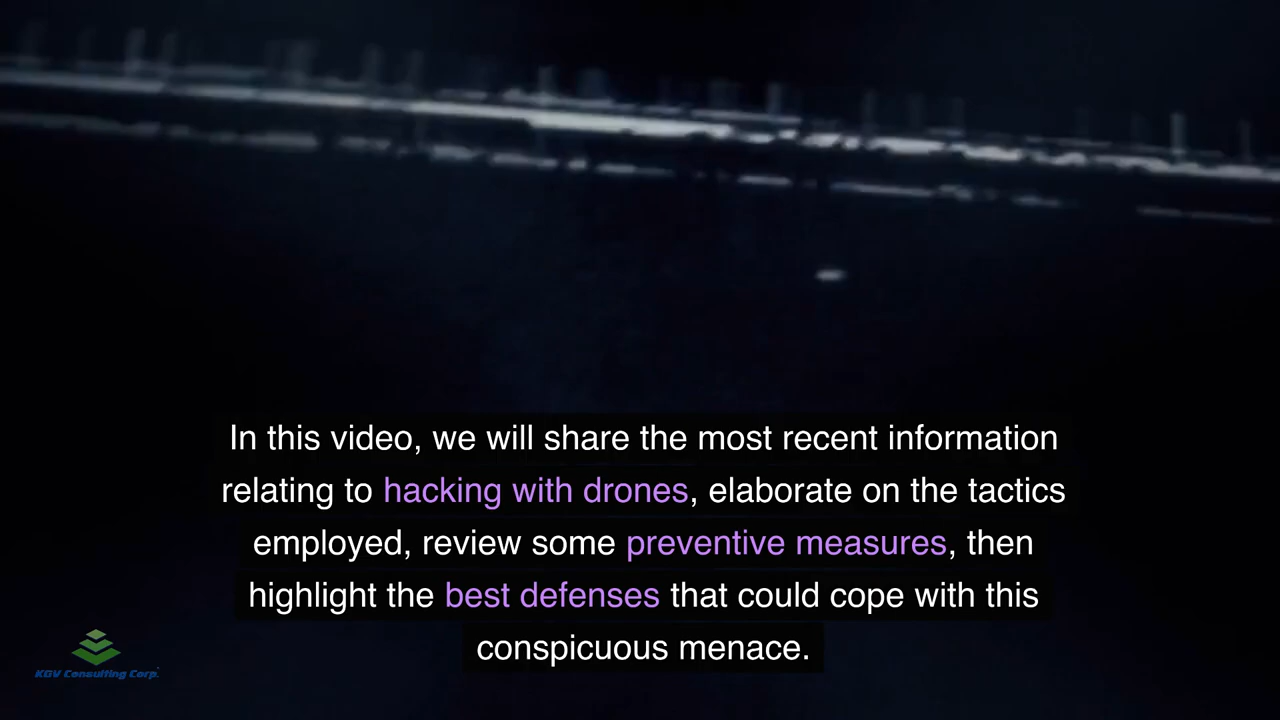 In this video, we will share the most recent information
relating to hacking with drones, elaborate on the tactics
employed, review some preventive measures, then
highlight the best defenses that could cope with this
conspicuous menace.
KGV Consulting Corp.